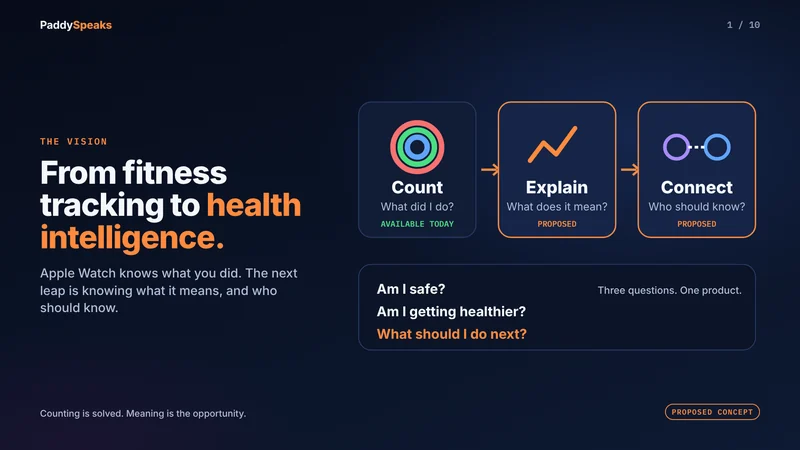 PaddySpeaks
1 / 10
THE VISION
From fitness
tracking to health
intelligence.
Apple Watch knows what you did. The next
leap is knowing what it means, and who
should know.
Count
What did I do?
AVAILABLE TODAY
Explain
What does it mean?
PROPOSED
Connect
Who should know?
PROPOSED
Am I safe?
Three questions. One product.
Am I getting healthier?
What should I do next?
Counting is solved. Meaning is the opportunity.
PROPOSED CONCEPT